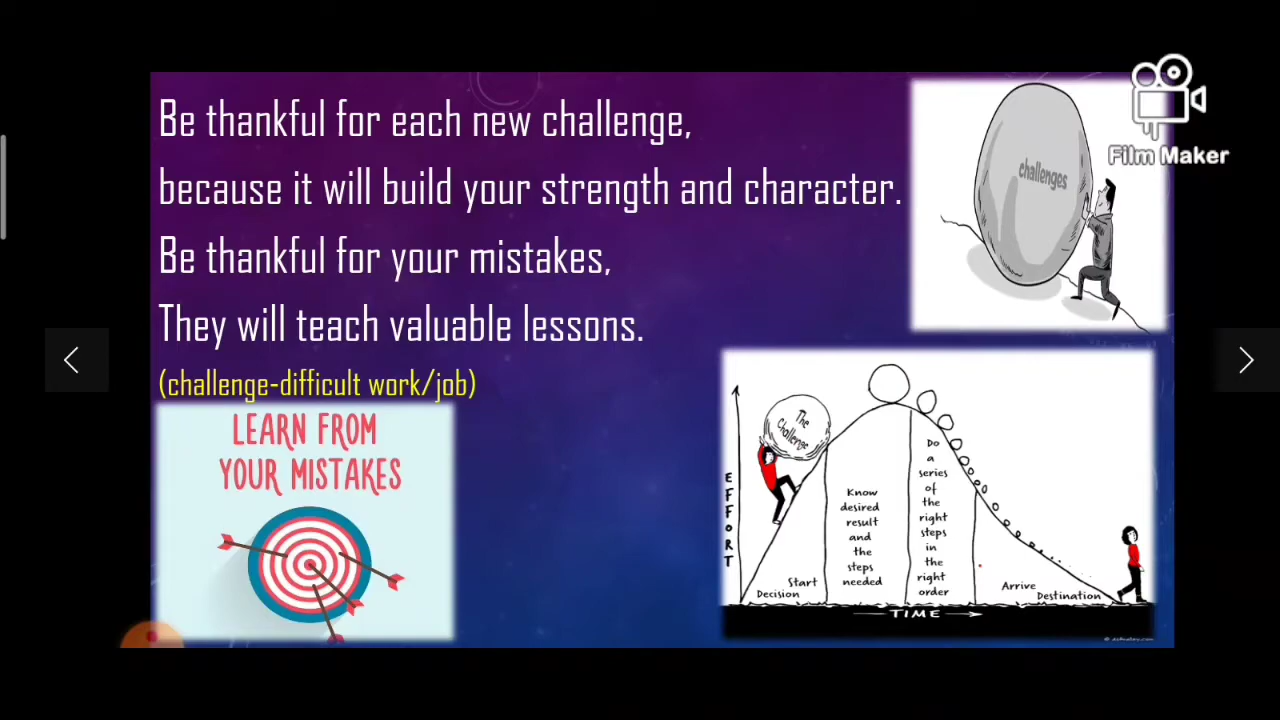 Be thankful for each new challenge,
because it will build your strength and character.
Be thankful for your mistakes,
They will teach valuable lessons.
(challenge-difficult work/job)
challenges
Film Maker
LEARN FROM
YOUR MISTAKES
The
Challenge
EFFORT
Decision
Start
Know
desired
result
and
the
steps
needed
Do
a
series
of
the
right
steps
in
the
right
order
Arrive
Destination
TIME